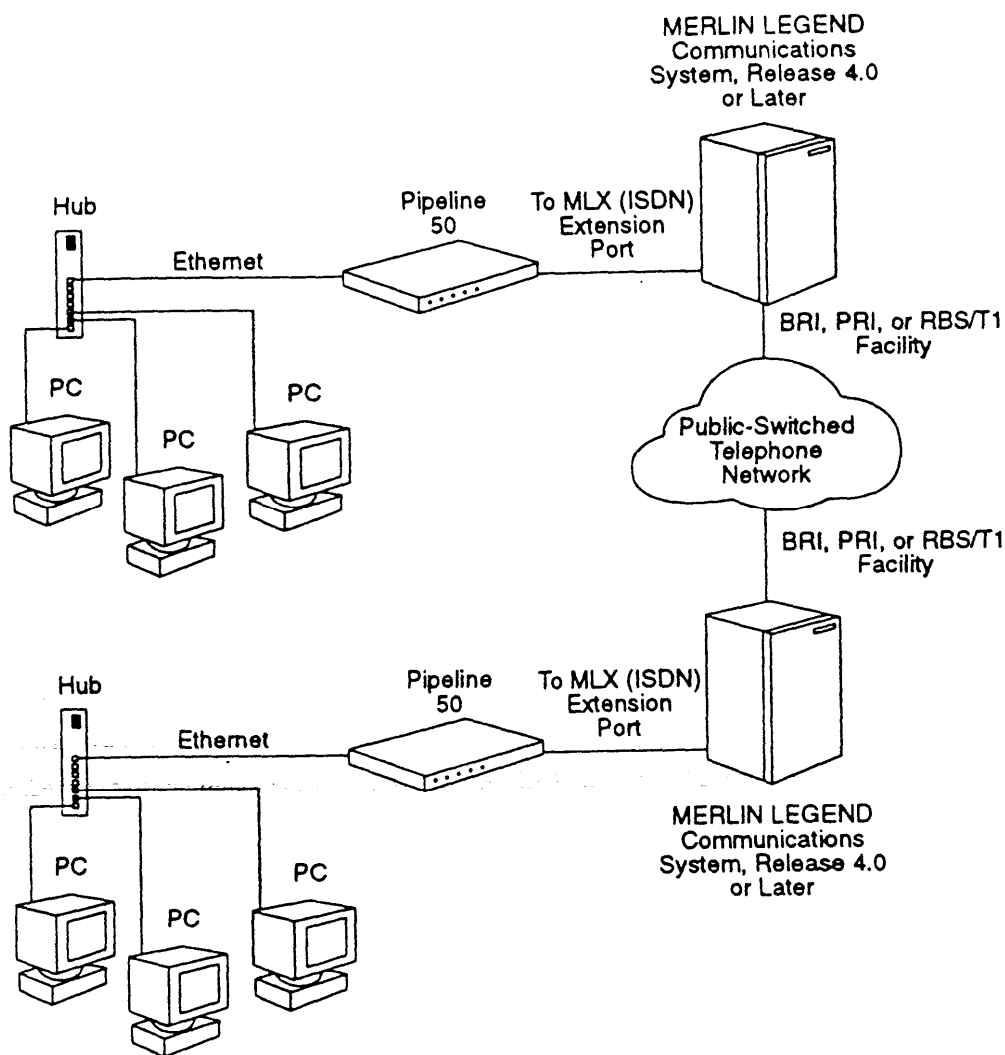 MERLIN LEGEND
Communications
System, Release 4.0
or Later
Hub
Pipeline
50
To MLX (ISDN)
Extension
Port
Ethernet
BRI, PRI, or RBS/T1
Facility
PC
PC
PC
Public-Switched
Telephone
Network
BRI, PRI, or RBS/T1
Facility
Hub
Pipeline
50
To MLX (ISDN)
Extension
Port
Ethernet
MERLIN LEGEND
Communications
System, Release 4.0
or Later
PC
PC
PC